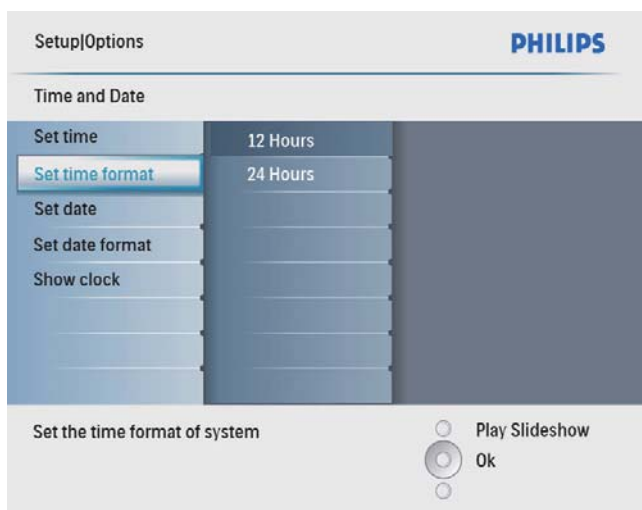 Setup|Options
PHILIPS
Time and Date
Set time
12 Hours
Set time format
24 Hours
Set date
Set date format
Show clock
Set the time format of system
Play Slideshow
Ok